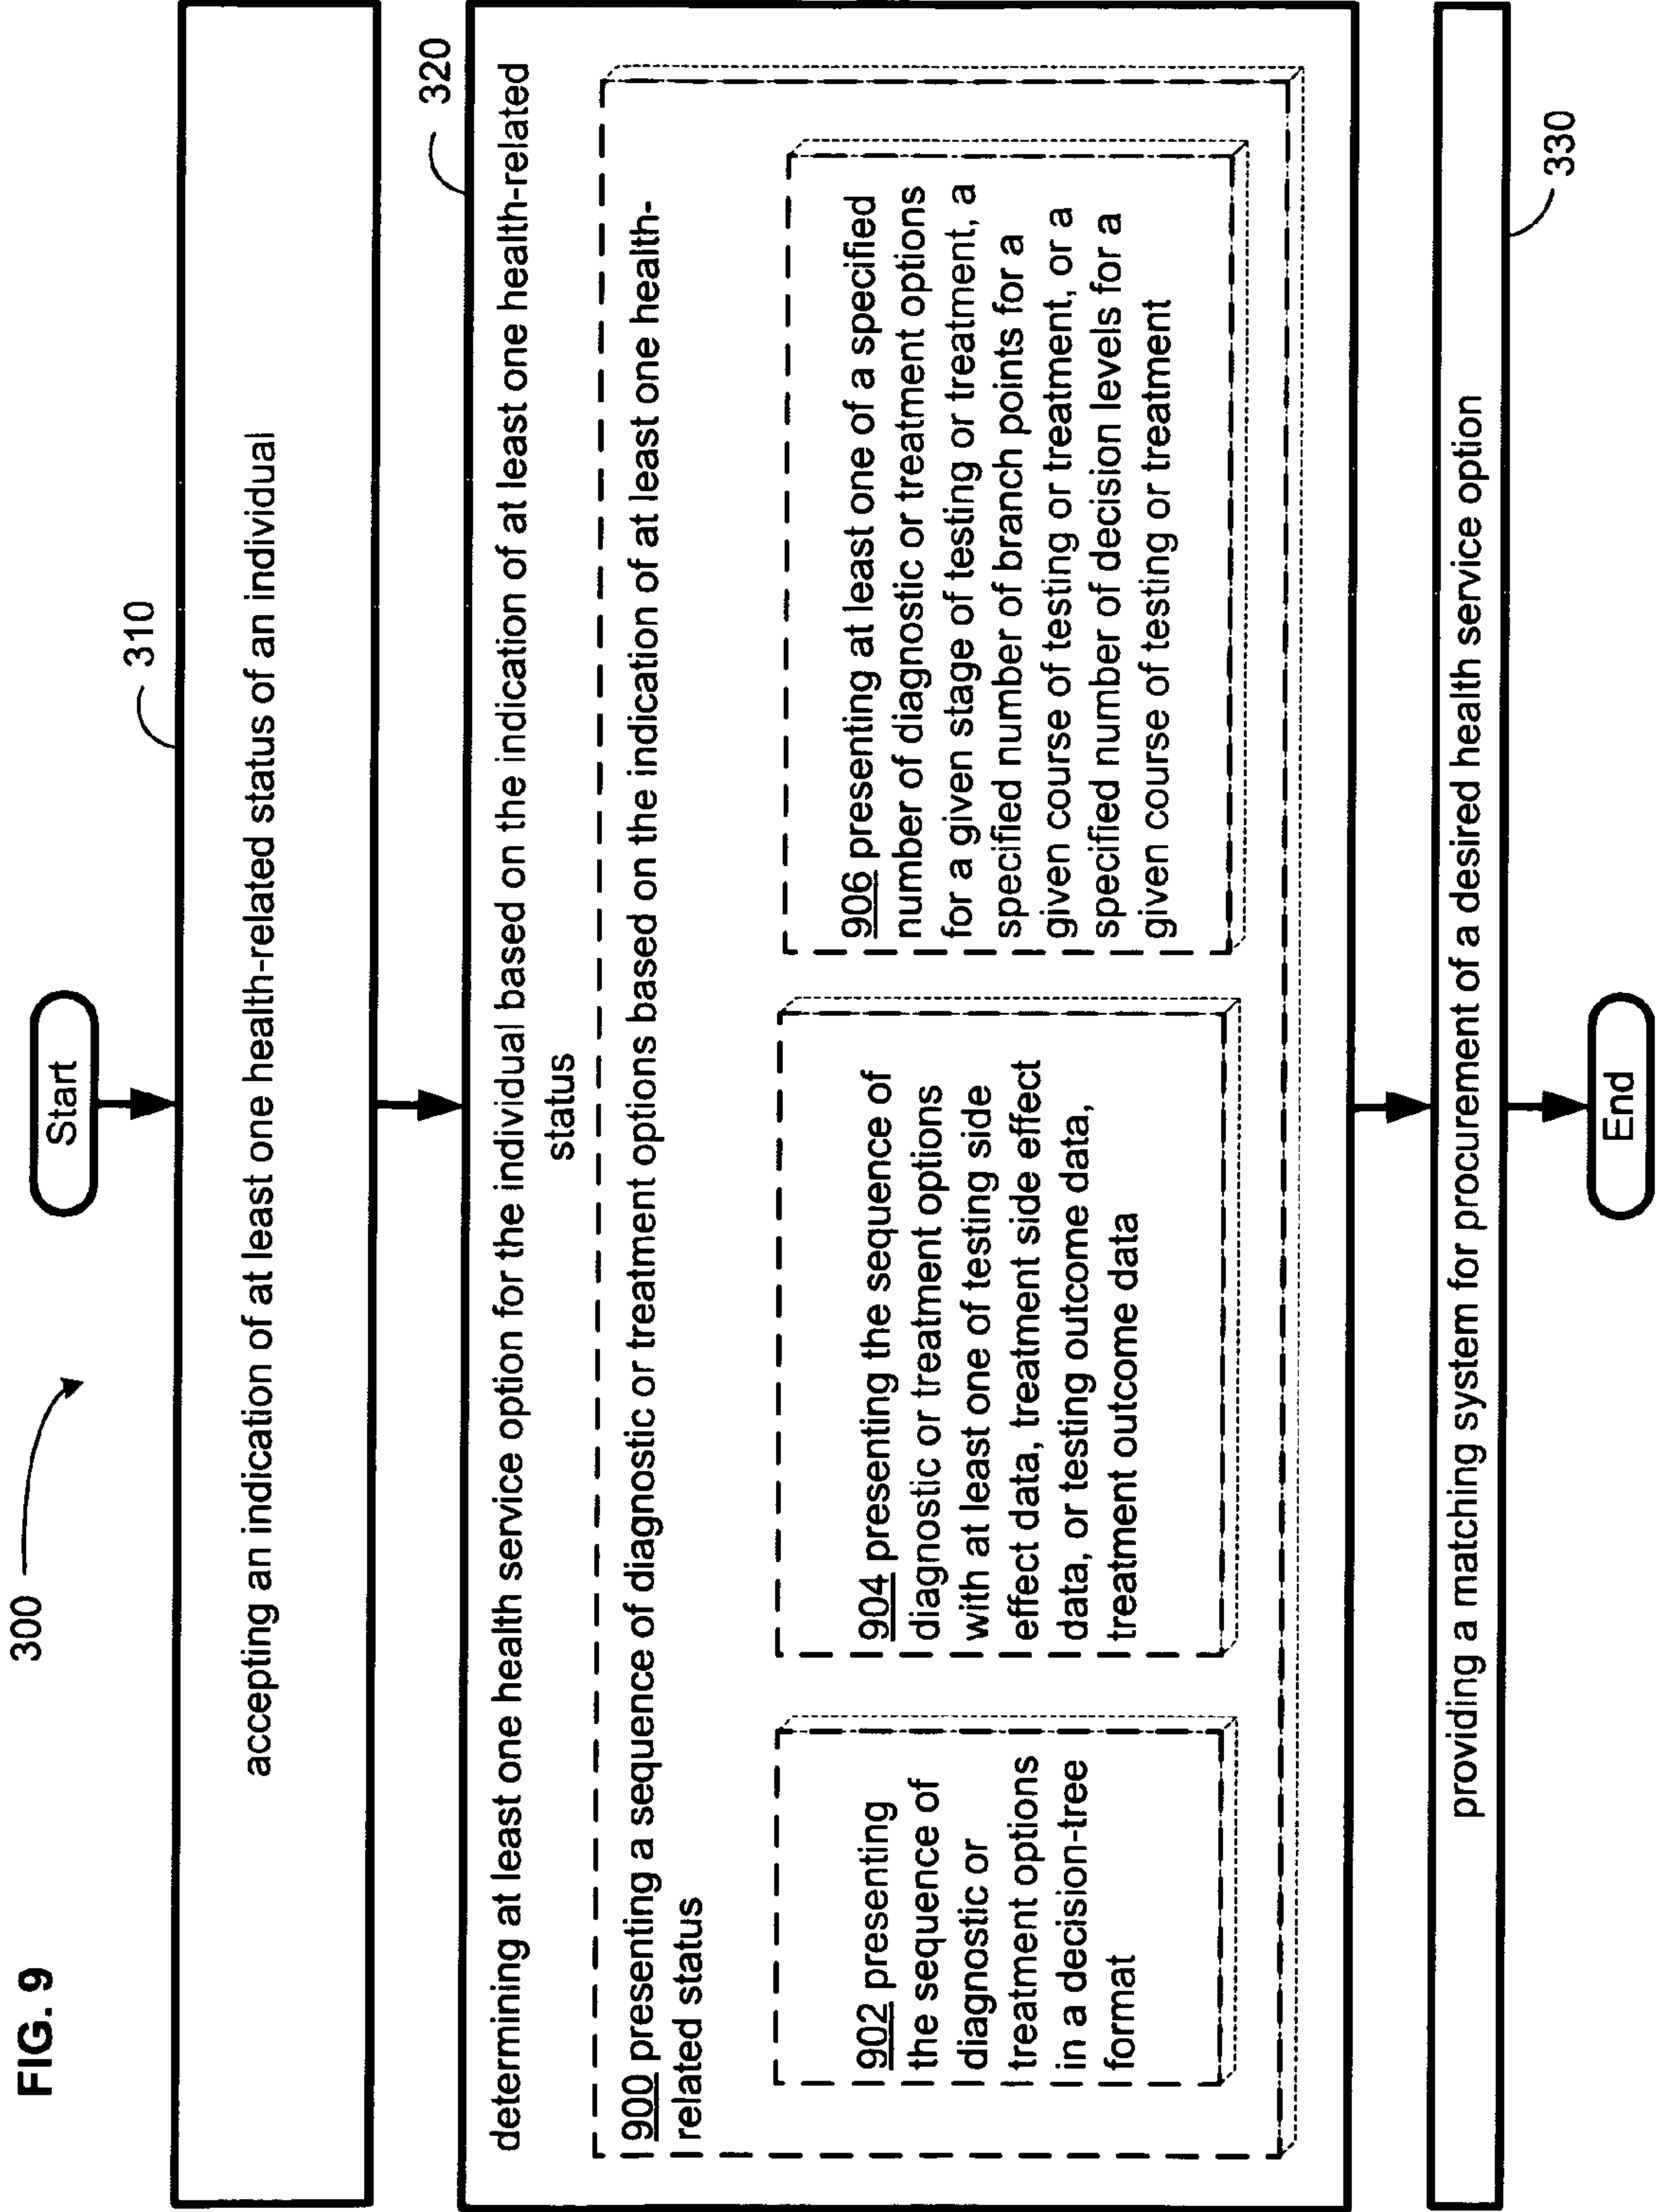 FIG. 9
300
Start
310
accepting an indication of at least one health-related status of an individual
320
determining at least one health service option for the individual based on the indication of at least one health-related
status
900 presenting a sequence of diagnostic or treatment options based on the indication of at least one health-
related status
902 presenting
the sequence of
diagnostic or
treatment options
in a decision-tree
format
904 presenting the sequence of
diagnostic or treatment options
with at least one of testing side
effect data, treatment side effect
data, or testing outcome data,
treatment outcome data
906 presenting at least one of a specified
number of diagnostic or treatment options
for a given stage of testing or treatment, a
specified number of branch points for a
given course of testing or treatment, or a
specified number of decision levels for a
given course of testing or treatment
providing a matching system for procurement of a desired health service option
330
End